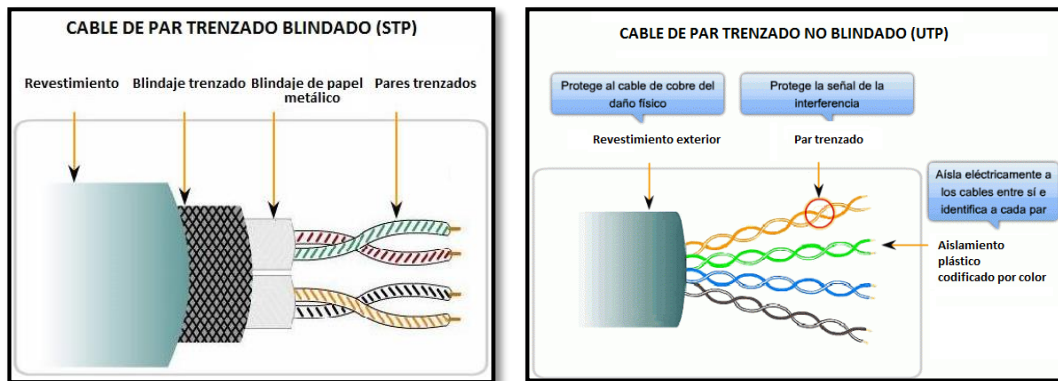 CABLE DE PAR TRENZADO BLINDADO (STP)
Revestimiento
Blindaje trenzado
Blindaje de papel
metálico
Pares trenzados
CABLE DE PAR TRENZADO NO BLINDADO (UTP)
Protege al cable de cobre del
daño físico
Protege la señal de la
interferencia
Revestimiento exterior
Par trenzado
Aísla eléctricamente a
los cables entre sí e
identifica a cada par
Aislamiento
plástico
codificado por color